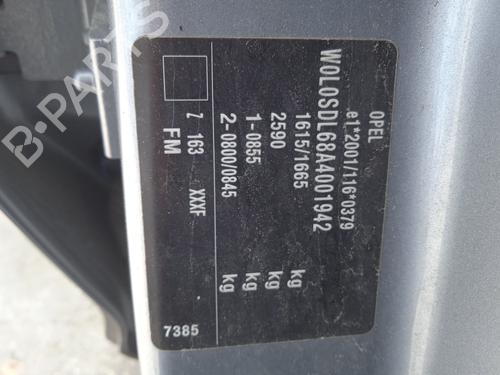 OPEL
e1*2001/116*0379
W0L0SDL68A4001942
1615/1665 kg
2590 kg
1- 0855 kg
2- 0800/0845 kg
Z 163 XXXF
FM
7385
B-PARTS